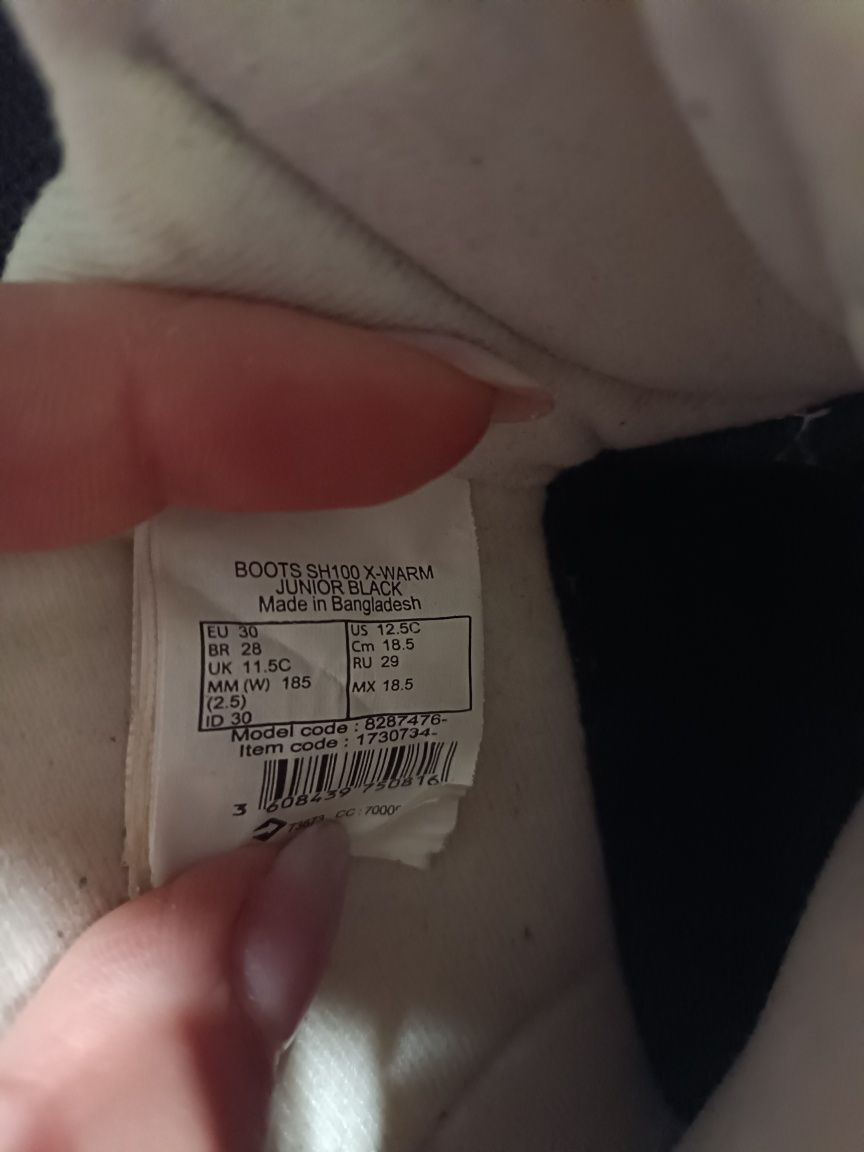 BOOTS SH100 X-WARM
JUNIOR BLACK
Made in Bangladesh
EU 30
BR 28
UK 11.5C
MM (W) 185
(2.5)
ID 30
US 12.5C
Cm 18.5
RU 29
MX 18.5
Model code : 8287476-
Item code : 1730734-
3 608439 750816
CC : 7000